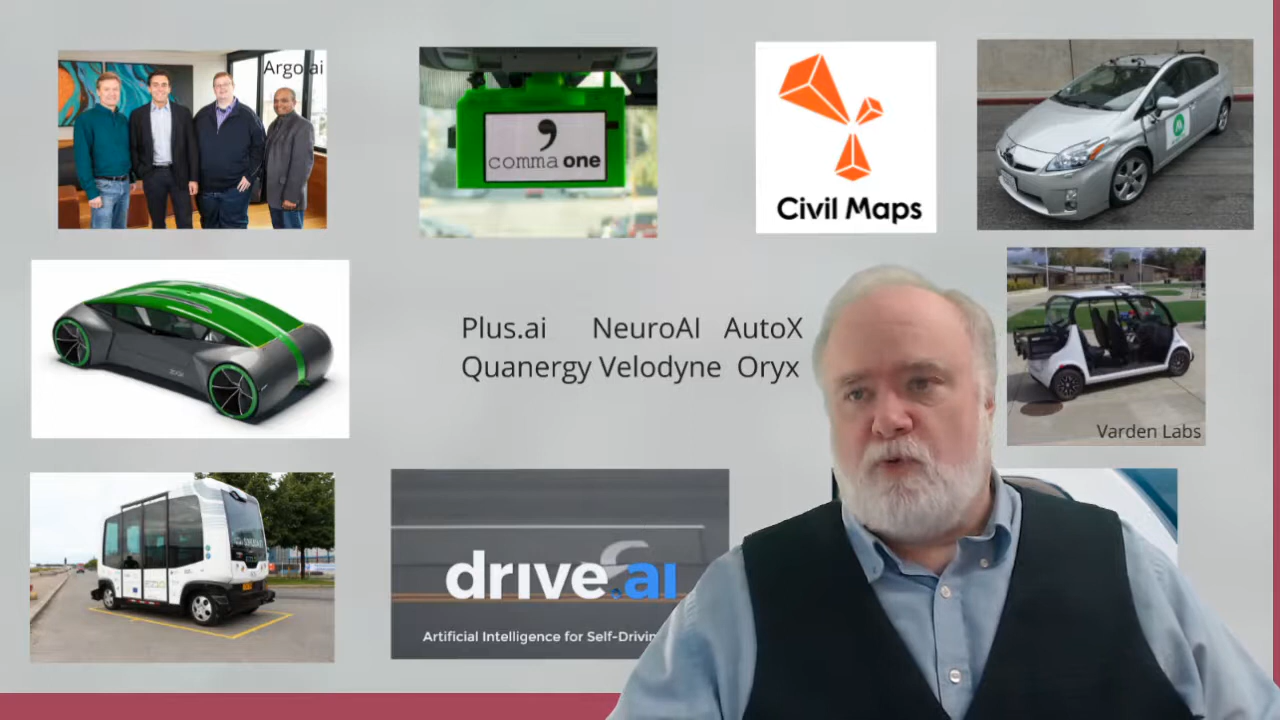 Argo ai
,
comma one
Civil Maps
ZOOX
Plus.ai NeuroAI AutoX
Quanergy Velodyne Oryx
Varden Labs
drive.ai
Artificial Intelligence for Self-Drivin